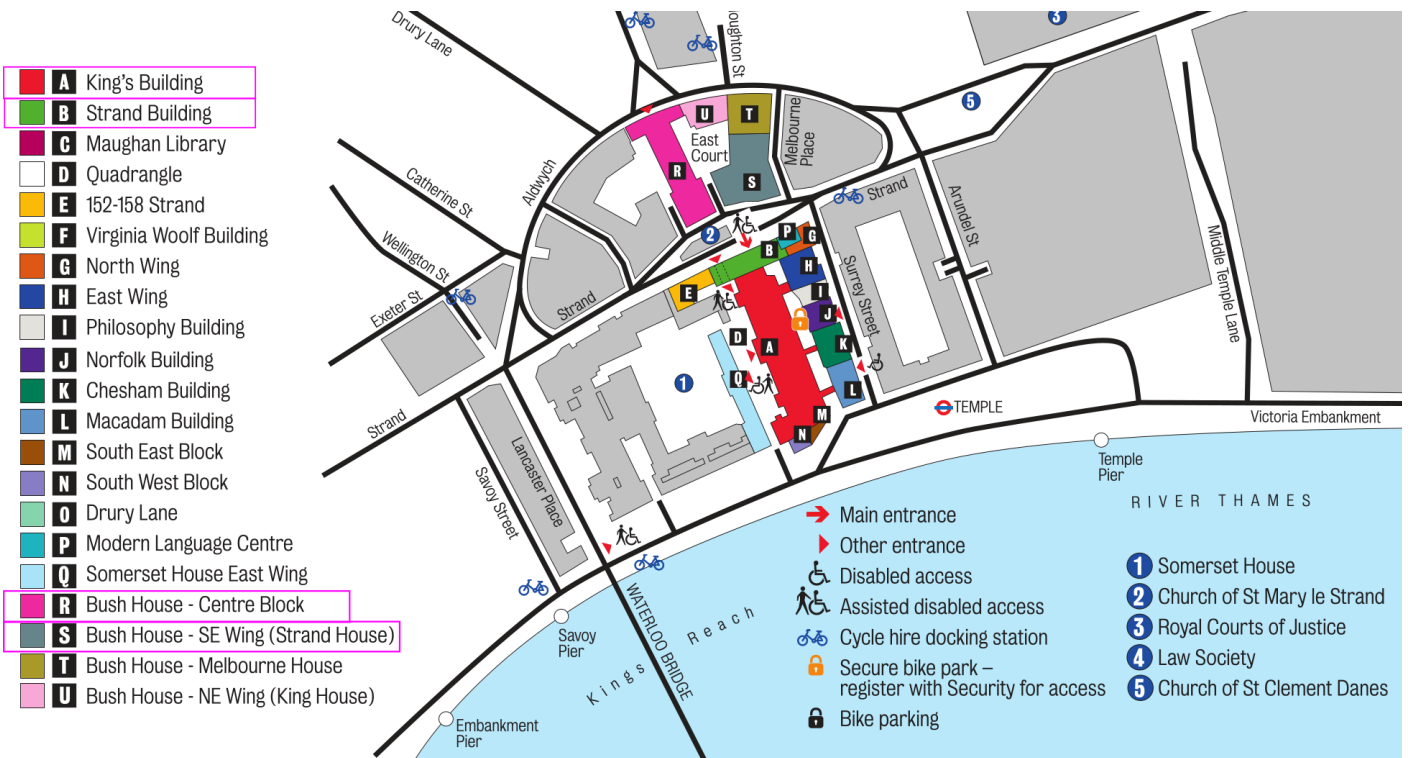 A King's Building
B Strand Building
C Maughan Library
D Quadrangle
E 152-158 Strand
F Virginia Woolf Building
G North Wing
H East Wing
I Philosophy Building
J Norfolk Building
K Chesham Building
L Macadam Building
M South East Block
N South West Block
O Drury Lane
P Modern Language Centre
Q Somerset House East Wing
R Bush House - Centre Block
S Bush House - SE Wing (Strand House)
T Bush House - Melbourne House
U Bush House - NE Wing (King House)
Drury Lane
oughton St
3
5
Catherine St
Aldwych
Wellington St
Exeter St
Strand
Strand
Strand
U
T
East
Court
Melbourne
Place
R
S
2
P
G
B
H
E
I
J
D
A
K
Q
L
M
N
1
Surrey Street
Arundel St
Middle Temple Lane
TEMPLE
Victoria Embankment
Lancaster Place
Savoy Street
WATERLOO BRIDGE
Kings Reach
Savoy
Pier
Embankment
Pier
Temple
Pier
RIVER THAMES
Main entrance
Other entrance
Disabled access
Assisted disabled access
Cycle hire docking station
Secure bike park –
register with Security for access
Bike parking
1 Somerset House
2 Church of St Mary le Strand
3 Royal Courts of Justice
4 Law Society
5 Church of St Clement Danes